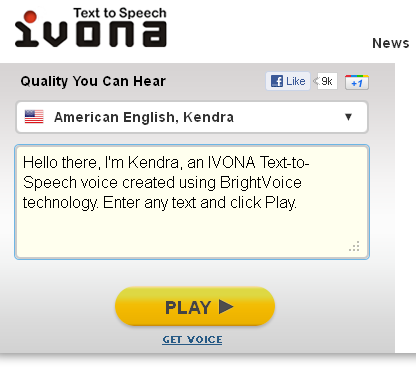 Text to Speech
ivona
News
Quality You Can Hear
Like
9k
+1
American English, Kendra
Hello there, I'm Kendra, an IVONA Text-to-
Speech voice created using BrightVoice
technology. Enter any text and click Play.
PLAY
GET VOICE